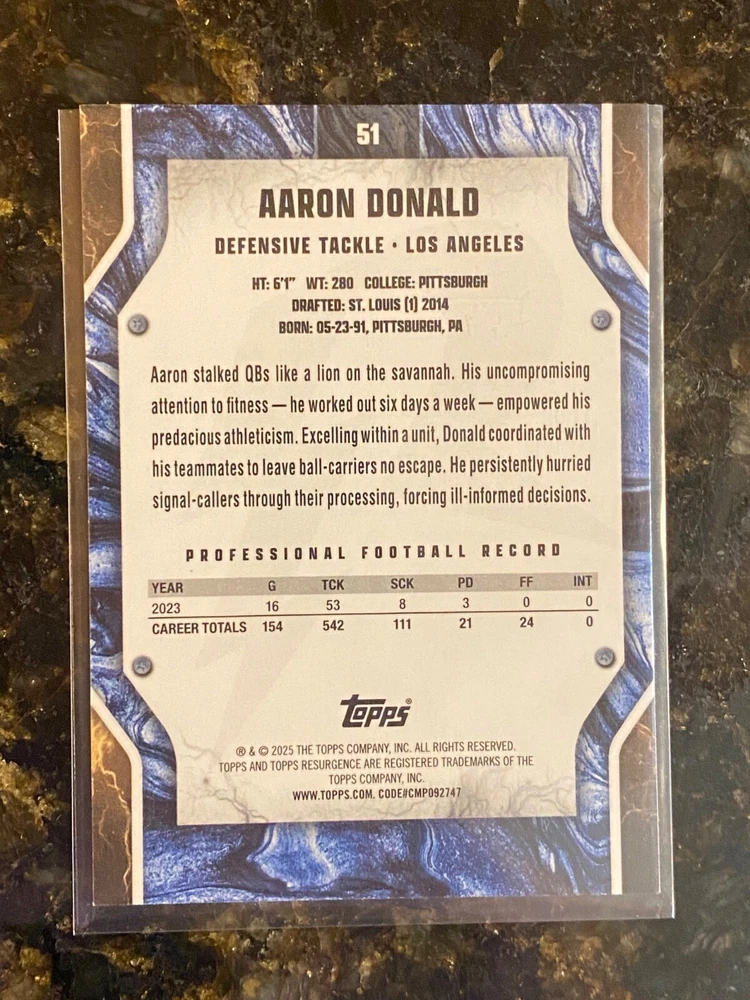 51
AARON DONALD
DEFENSIVE TACKLE • LOS ANGELES
HT: 6'1" WT: 280 COLLEGE: PITTSBURGH
DRAFTED: ST. LOUIS (1) 2014
BORN: 05-23-91, PITTSBURGH, PA
Aaron stalked QBs like a lion on the savannah. His uncompromising
attention to fitness — he worked out six days a week — empowered his
predacious athleticism. Excelling within a unit, Donald coordinated with
his teammates to leave ball-carriers no escape. He persistently hurried
signal-callers through their processing, forcing ill-informed decisions.
PROFESSIONAL FOOTBALL RECORD
YEAR G TCK SCK PD FF INT
2023 16 53 8 3 0 0
CAREER TOTALS 154 542 111 21 24 0
Topps®
® & © 2025 THE TOPPS COMPANY, INC. ALL RIGHTS RESERVED.
TOPPS AND TOPPS RESURGENCE ARE REGISTERED TRADEMARKS OF THE
TOPPS COMPANY, INC.
WWW.TOPPS.COM. CODE#CMP092747